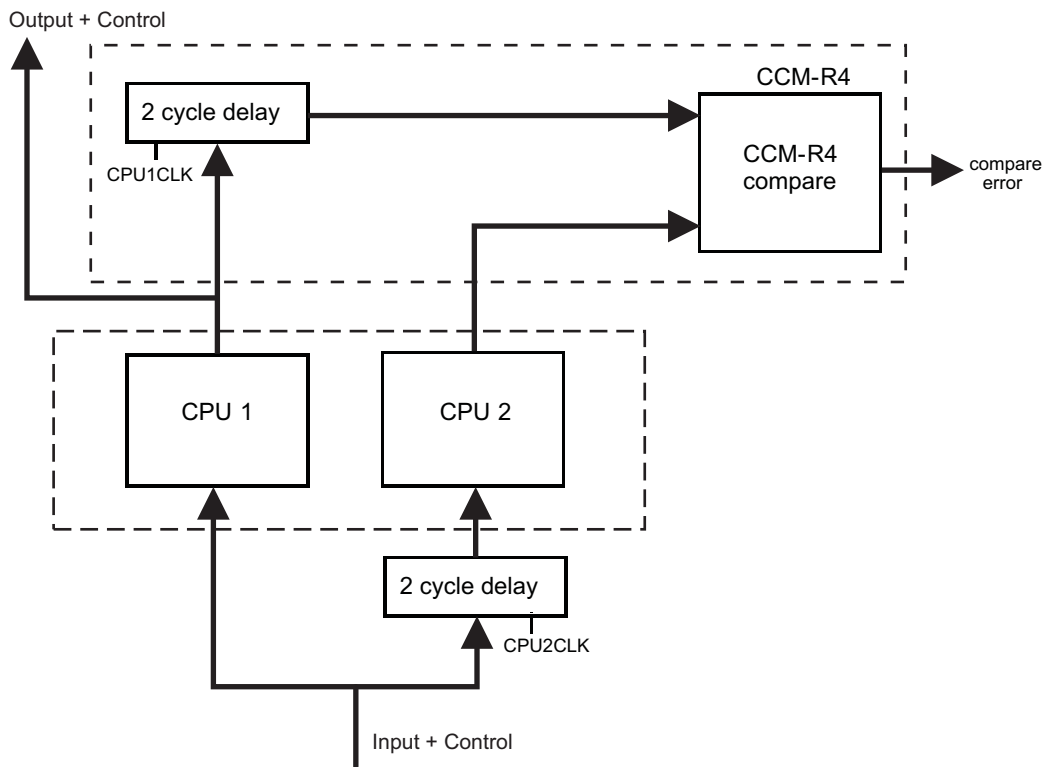 Output + Control
CCM-R4
2 cycle delay
CPU1CLK
CCM-R4
compare
compare
error
CPU 1
CPU 2
2 cycle delay
CPU2CLK
Input + Control